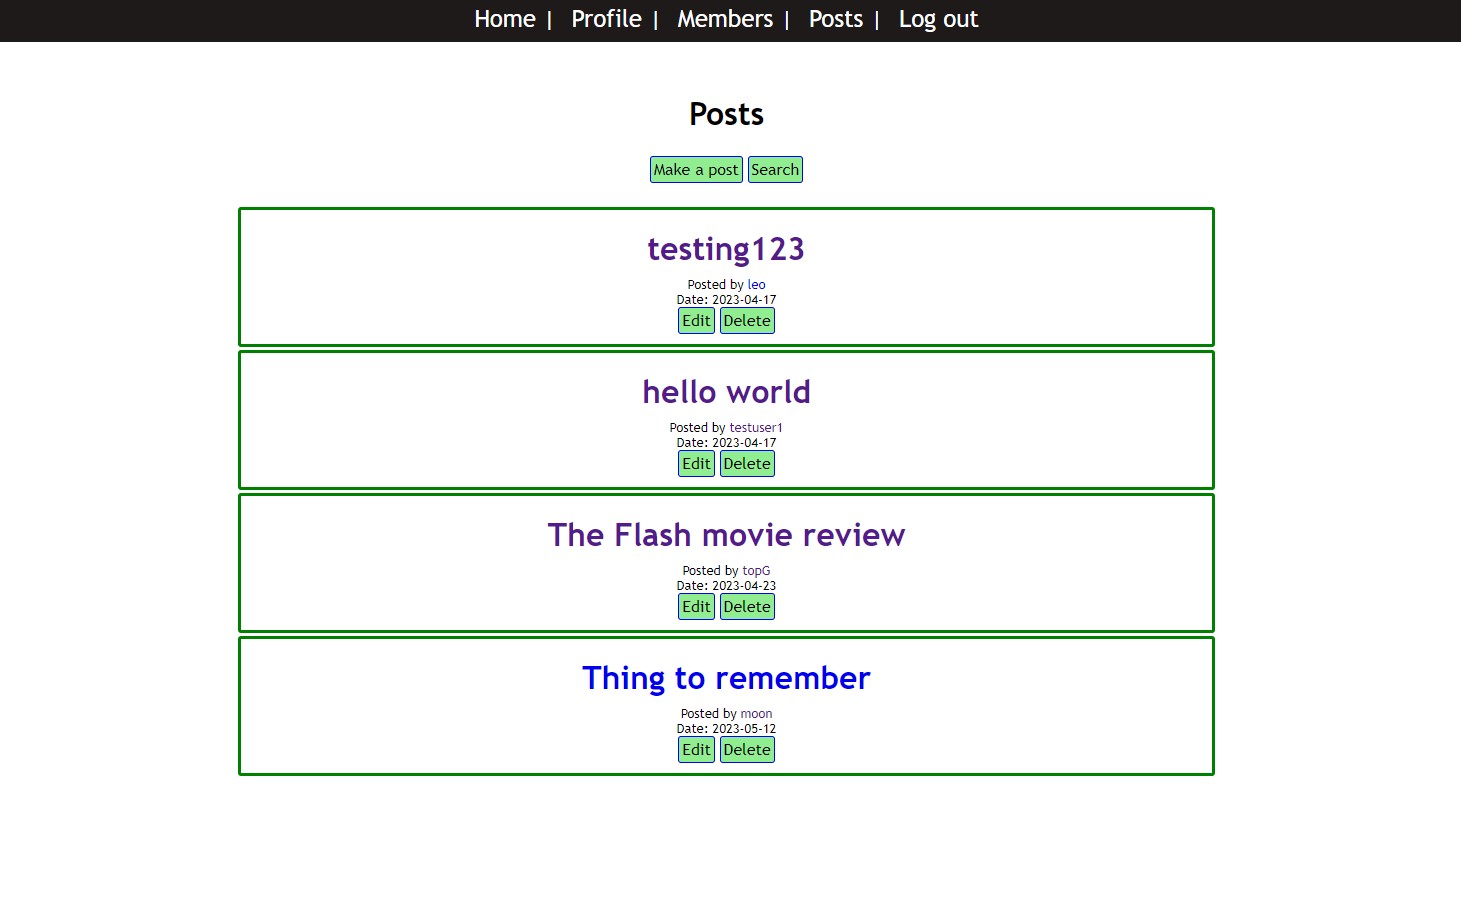 Home | Profile | Members | Posts | Log out
Posts
Make a post Search
testing123
Posted by leo
Date: 2023-04-17
Edit Delete
hello world
Posted by testuser1
Date: 2023-04-17
Edit Delete
The Flash movie review
Posted by topG
Date: 2023-04-23
Edit Delete
Thing to remember
Posted by moon
Date: 2023-05-12
Edit Delete